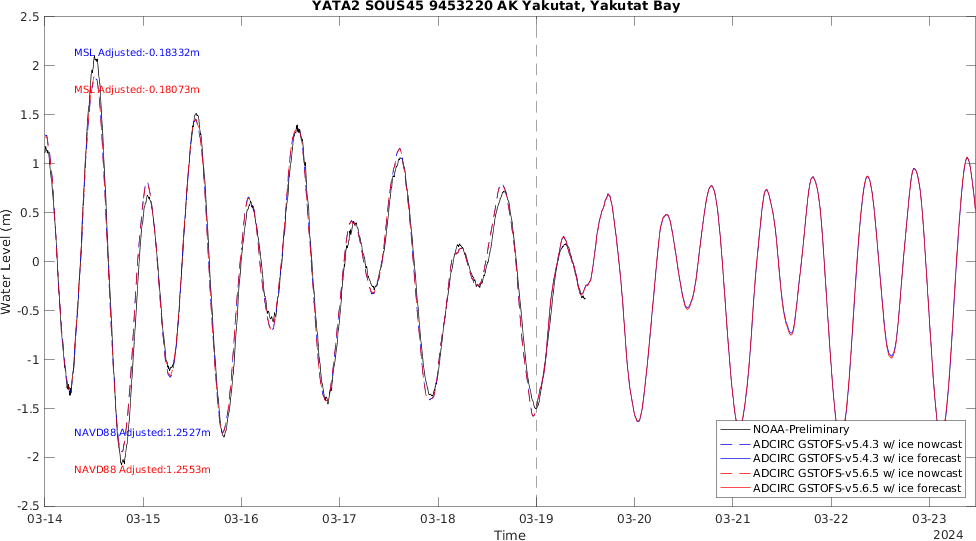 YATA2 SOUS45 9453220 AK Yakutat, Yakutat Bay
2.5
2
1.5
1
0.5
0
-0.5
-1
-1.5
-2
-2.5
Water Level (m)
MSL Adjusted:-0.18332m
MSL Adjusted:-0.18073m
NAVD88 Adjusted:1.2527m
NAVD88 Adjusted:1.2553m
NOAA-Preliminary
ADCIRC GSTOFS-v5.4.3 w/ ice nowcast
ADCIRC GSTOFS-v5.4.3 w/ ice forecast
ADCIRC GSTOFS-v5.6.5 w/ ice nowcast
ADCIRC GSTOFS-v5.6.5 w/ ice forecast
03-14 03-15 03-16 03-17 03-18 03-19 03-20 03-21 03-22 03-23
Time
2024